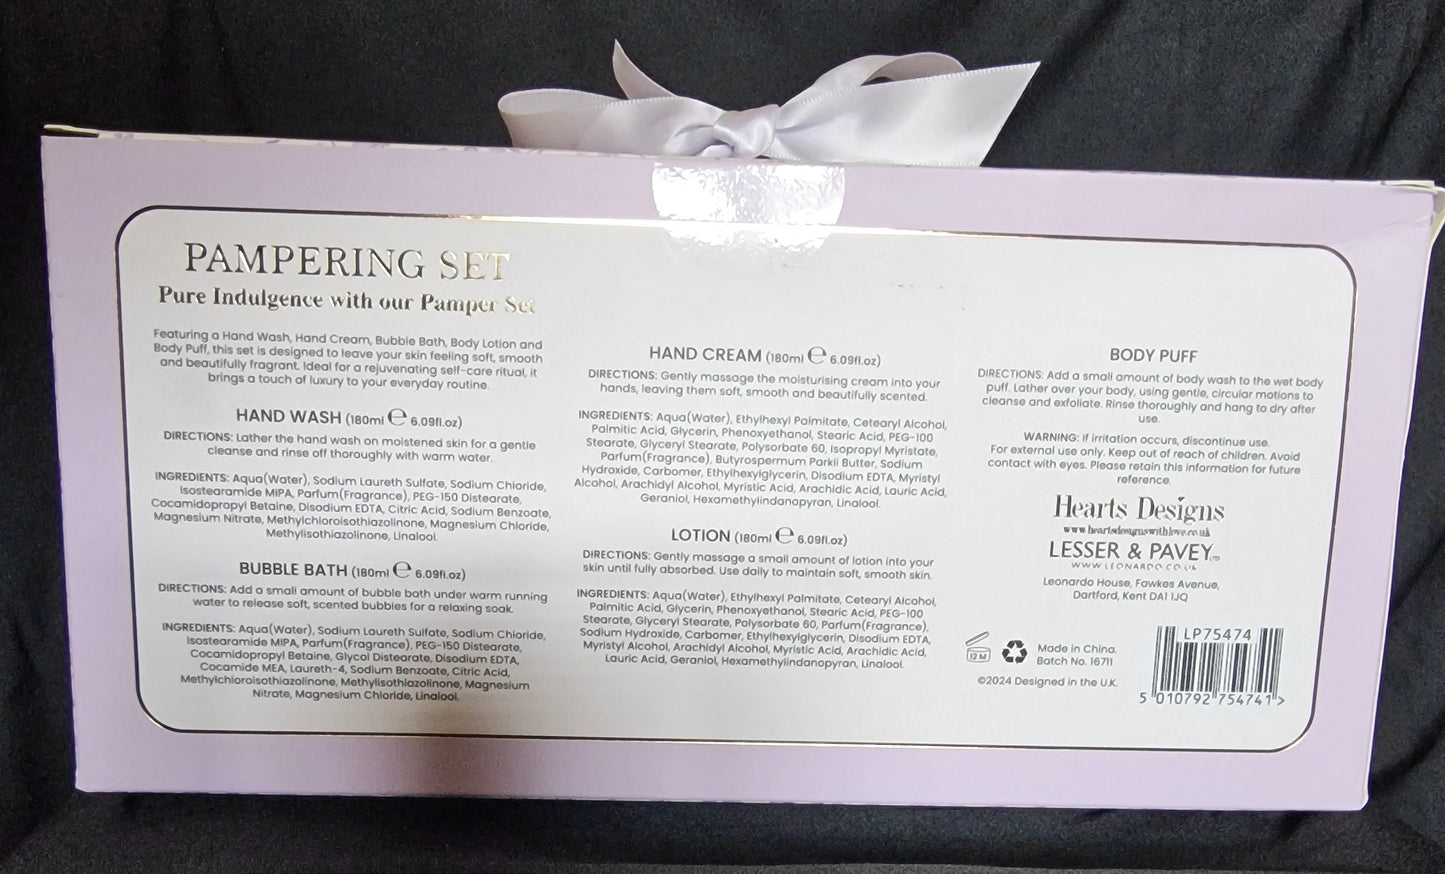 PAMPERING SET
Pure Indulgence with our Pamper Set
Featuring a Hand Wash, Hand Cream, Bubble Bath, Body Lotion and
Body Puff, this set is designed to leave your skin feeling soft, smooth
and beautifully fragrant. Ideal for a rejuvenating self-care ritual, it
brings a touch of luxury to your everyday routine.
HAND WASH (180ml ℮ 6.09fl.oz)
DIRECTIONS: Lather the hand wash on moistened skin for a gentle
cleanse and rinse off thoroughly with warm water.
INGREDIENTS: Aqua(Water), Sodium Laureth Sulfate, Sodium Chloride,
Isostearamide MIPA, Parfum(Fragrance), PEG-150 Distearate,
Cocamidopropyl Betaine, Disodium EDTA, Citric Acid, Sodium Benzoate,
Magnesium Nitrate, Methylchloroisothiazolinone, Magnesium Chloride,
Methylisothiazolinone, Linalool.
BUBBLE BATH (180ml ℮ 6.09fl.oz)
DIRECTIONS: Add a small amount of bubble bath under warm running
water to release soft, scented bubbles for a relaxing soak.
INGREDIENTS: Aqua(Water), Sodium Laureth Sulfate, Sodium Chloride,
Isostearamide MIPA, Parfum(Fragrance), PEG-150 Distearate,
Cocamidopropyl Betaine, Glycol Distearate, Disodium EDTA,
Cocamide MEA, Laureth-4, Sodium Benzoate, Citric Acid,
Methylchloroisothiazolinone, Methylisothiazolinone, Magnesium
Nitrate, Magnesium Chloride, Linalool.
HAND CREAM (180ml ℮ 6.09fl.oz)
DIRECTIONS: Gently massage the moisturising cream into your
hands, leaving them soft, smooth and beautifully scented.
INGREDIENTS: Aqua(Water), Ethylhexyl Palmitate, Cetearyl Alcohol,
Palmitic Acid, Glycerin, Phenoxyethanol, Stearic Acid, PEG-100
Stearate, Glyceryl Stearate, Polysorbate 60, Isopropyl Myristate,
Parfum(Fragrance), Butyrospermum Parkii Butter, Sodium
Hydroxide, Carbomer, Ethylhexylglycerin, Disodium EDTA, Myristyl
Alcohol, Arachidyl Alcohol, Myristic Acid, Arachidic Acid, Lauric Acid,
Geraniol, Hexamethylindanopyran, Linalool.
LOTION (180ml ℮ 6.09fl.oz)
DIRECTIONS: Gently massage a small amount of lotion into your
skin until fully absorbed. Use daily to maintain soft, smooth skin.
INGREDIENTS: Aqua(Water), Ethylhexyl Palmitate, Cetearyl Alcohol,
Palmitic Acid, Glycerin, Phenoxyethanol, Stearic Acid, PEG-100
Stearate, Glyceryl Stearate, Polysorbate 60, Parfum(Fragrance),
Sodium Hydroxide, Carbomer, Ethylhexylglycerin, Disodium EDTA,
Myristyl Alcohol, Arachidyl Alcohol, Myristic Acid, Arachidic Acid,
Lauric Acid, Geraniol, Hexamethylindanopyran, Linalool.
BODY PUFF
DIRECTIONS: Add a small amount of body wash to the wet body
puff. Lather over your body, using gentle, circular motions to
cleanse and exfoliate. Rinse thoroughly and hang to dry after
use.
WARNING: If irritation occurs, discontinue use.
For external use only. Keep out of reach of children. Avoid
contact with eyes. Please retain this information for future
reference.
Hearts Designs
www.heartsdesignswithlove.co.uk
LESSER & PAVEY LTD
WWW.LEONARDO.CO.UK
Leonardo House, Fawkes Avenue,
Dartford, Kent DA1 1JQ
12 M
Made in China.
Batch No. 16711
©2024 Designed in the U.K.
LP75474
5 010792 754741 >